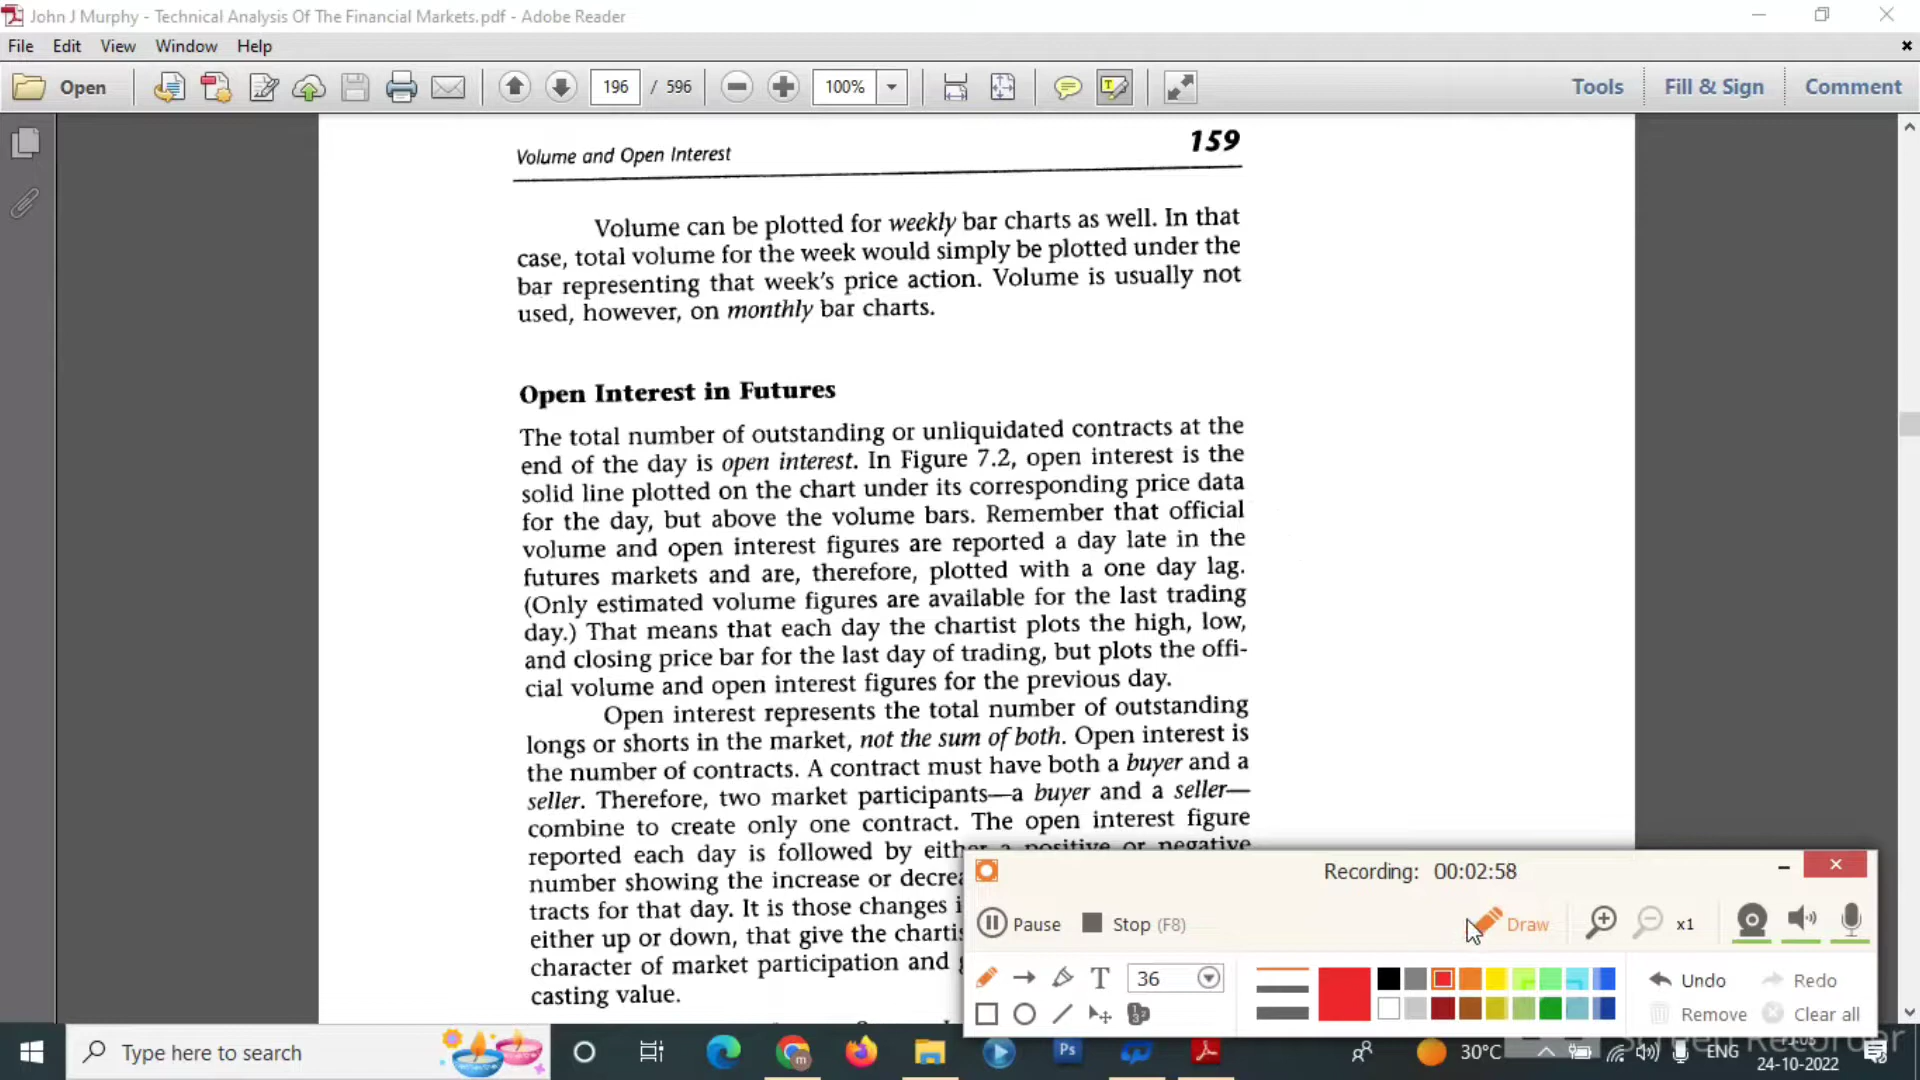 John J Murphy - Technical Analysis Of The Financial Markets.pdf - Adobe Reader
File Edit View Window Help
Open 196 / 596 100% Tools Fill & Sign Comment
Volume and Open Interest 159
Volume can be plotted for weekly bar charts as well. In that
case, total volume for the week would simply be plotted under the
bar representing that week's price action. Volume is usually not
used, however, on monthly bar charts.
Open Interest in Futures
The total number of outstanding or unliquidated contracts at the
end of the day is open interest. In Figure 7.2, open interest is the
solid line plotted on the chart under its corresponding price data
for the day, but above the volume bars. Remember that official
volume and open interest figures are reported a day late in the
futures markets and are, therefore, plotted with a one day lag.
(Only estimated volume figures are available for the last trading
day.) That means that each day the chartist plots the high, low,
and closing price bar for the last day of trading, but plots the offi-
cial volume and open interest figures for the previous day.
Open interest represents the total number of outstanding
longs or shorts in the market, not the sum of both. Open interest is
the number of contracts. A contract must have both a buyer and a
seller. Therefore, two market participants—a buyer and a seller—
combine to create only one contract. The open interest figure
reported each day is followed by either a positive or negative
number showing the increase or decrea
tracts for that day. It is those changes i
either up or down, that give the chartis
character of market participation and
casting value.
Recording: 00:02:58
Pause Stop (F8) Draw x1
T 36 Undo Redo
Remove Clear all
Type here to search
Ps
30°C
ENG
24-10-2022